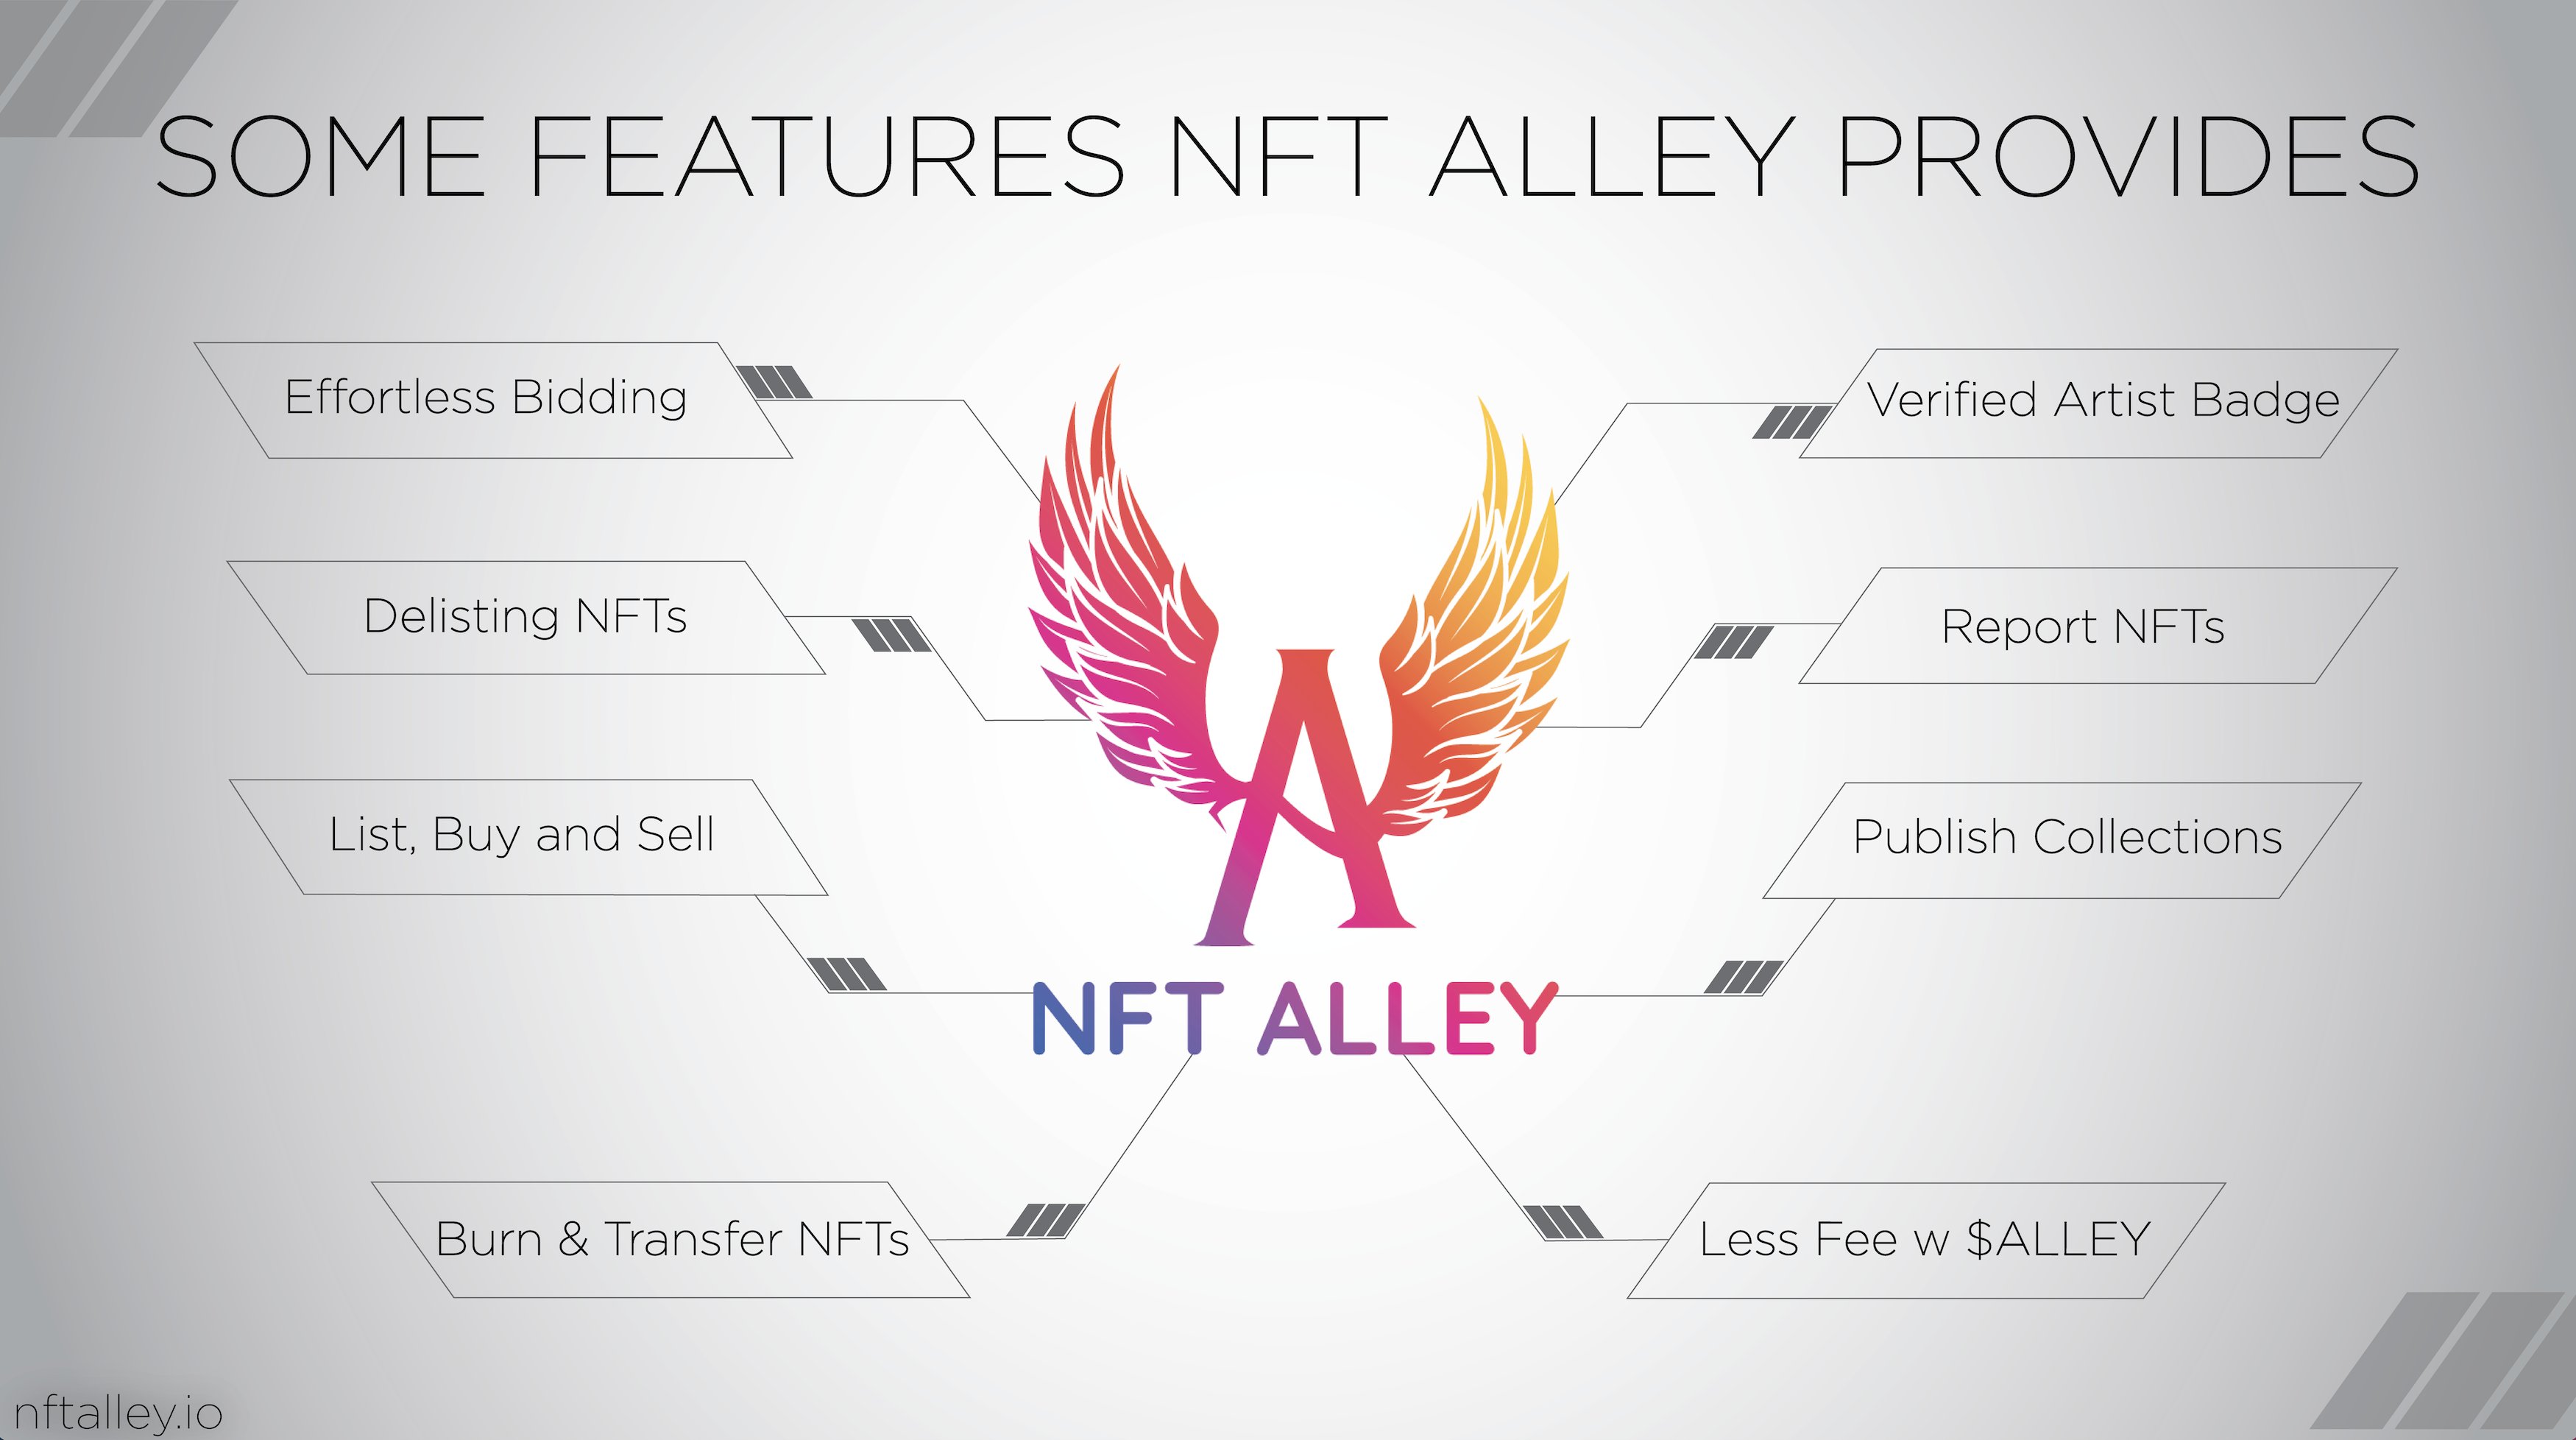 SOME FEATURES NFT ALLEY PROVIDES
Effortless Bidding
Verified Artist Badge
Delisting NFTs
Report NFTs
List, Buy and Sell
Publish Collections
A
NFT ALLEY
Burn & Transfer NFTs
Less Fee w $ALLEY
nftalley.io